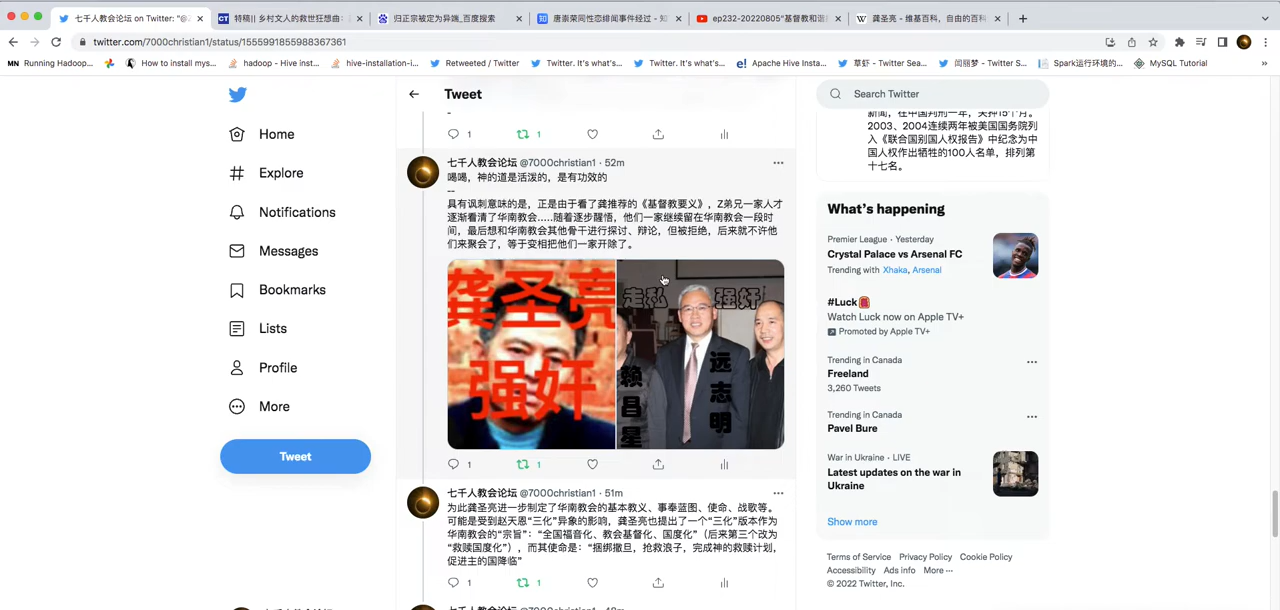 七千人教会论坛 on Twitter: "@2
特稿|| 乡村文人的救世狂想曲：
归正宗被定为异端_百度搜索
唐崇荣同性恋绯闻事件经过 - 知
ep232-20220805"基督教和谐
龚圣亮 - 维基百科，自由的百科
twitter.com/7000christian1/status/1555991855988367361
Running Hadoop...
How to install mys...
hadoop - Hive inst...
hive-installation-i...
Retweeted / Twitter
Twitter. It's what's...
Twitter. It's what's...
Apache Hive Insta...
草虾 - Twitter Sea...
闫丽梦 - Twitter S...
Spark运行环境的...
MySQL Tutorial
Home
Explore
Notifications
Messages
Bookmarks
Lists
Profile
More
Tweet
Tweet
1
1
七千人教会论坛 @7000christian1 · 52m
喝喝，神的道是活泼的，是有功效的
--
具有讽刺意味的是，正是由于看了龚推荐的《基督教要义》，Z弟兄一家人才
逐渐看清了华南教会.....随着逐步醒悟，他们一家继续留在华南教会一段时
间，最后想和华南教会其他骨干进行探讨、辩论，但被拒绝，后来就不许他
们来聚会了，等于变相把他们一家开除了。
龚圣亮
强奸
走私
强奸
赖昌星
远志明
1
1
七千人教会论坛 @7000christian1 · 51m
为此龚圣亮进一步制定了华南教会的基本教义、事奉蓝图、使命、战歌等。
可能是受到赵天恩“三化”异象的影响，龚圣亮也提出了一个“三化”版本作为
华南教会的“宗旨”：“全国福音化、教会基督化、国度化”（后来第三个改为
“救赎国度化”），而其使命是：“捆绑撒旦，抢救浪子，完成神的救赎计划，
促进主的国降临”
1
1
Search Twitter
新闻，在中国判刑一年，关押15个月。
2003、2004连续两年被美国国务院列
入《联合国别国人权报告》中纪念为中
国人权作出牺牲的100人名单，排列第
十七名。
What's happening
Premier League · Yesterday
Crystal Palace vs Arsenal FC
Trending with Xhaka, Arsenal
#Luck
Watch Luck now on Apple TV+
Promoted by Apple TV+
Trending in Canada
Freeland
3,260 Tweets
Trending in Canada
Pavel Bure
War in Ukraine · LIVE
Latest updates on the war in
Ukraine
Show more
Terms of Service Privacy Policy Cookie Policy
Accessibility Ads info More ···
© 2022 Twitter, Inc.